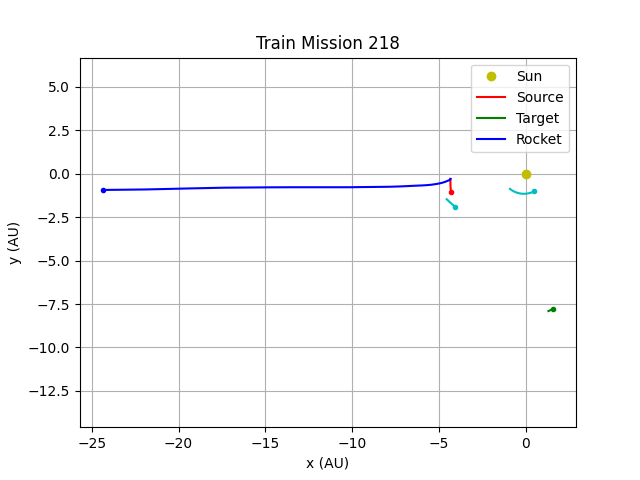 Train Mission 218
Sun
Source
Target
Rocket
y (AU)
5.0
2.5
0.0
−2.5
−5.0
−7.5
−10.0
−12.5
−25
−20
−15
−10
−5
0
x (AU)